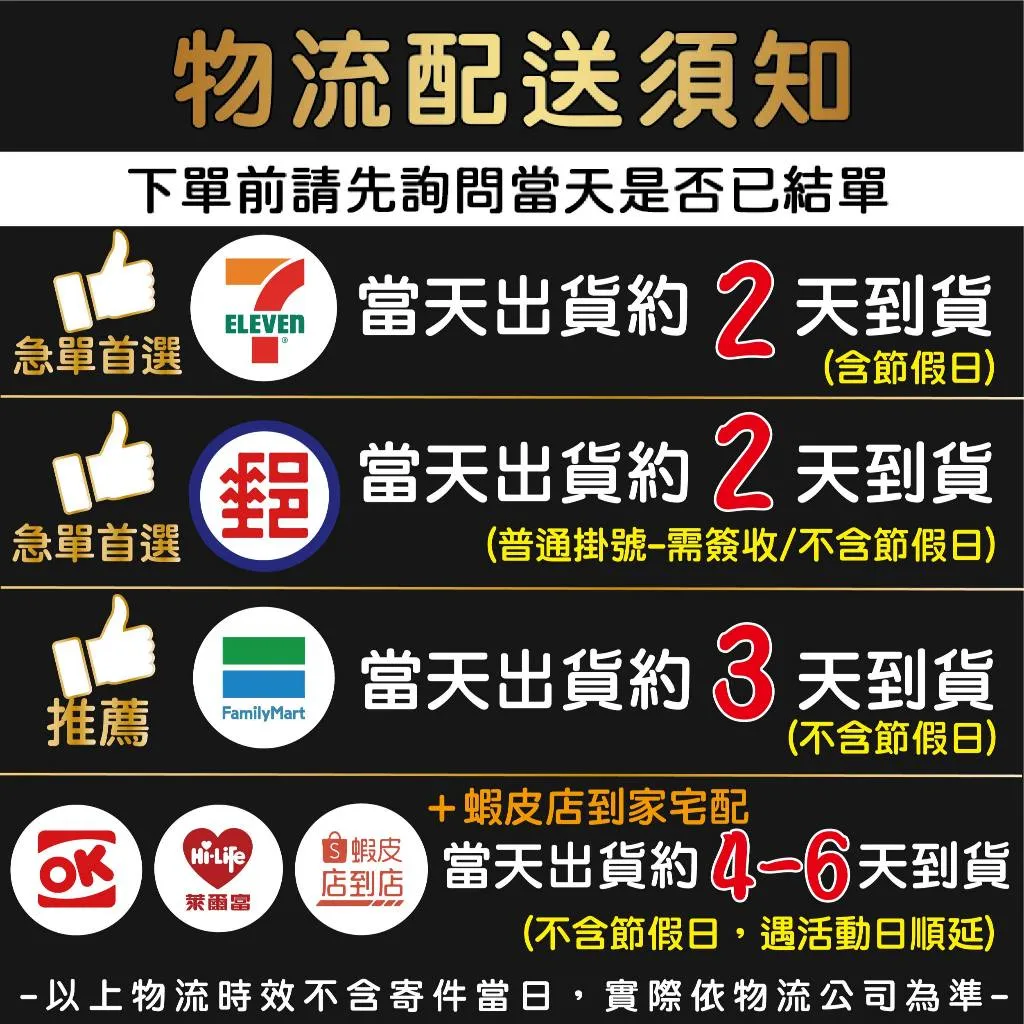 物流配送須知
下單前請先詢問當天是否已結單
急單首選
7
ELEVEN
®
當天出貨約 2 天到貨
(含節假日)
急單首選
郵
當天出貨約 2 天到貨
(普通掛號-需簽收/不含節假日)
推薦
FamilyMart
當天出貨約 3 天到貨
(不含節假日)
OK
Hi-Life
萊爾富
S 蝦皮
店到店
+蝦皮店到家宅配
當天出貨約4-6天到貨
(不含節假日，遇活動日順延)
-以上物流時效不含寄件當日，實際依物流公司為準-